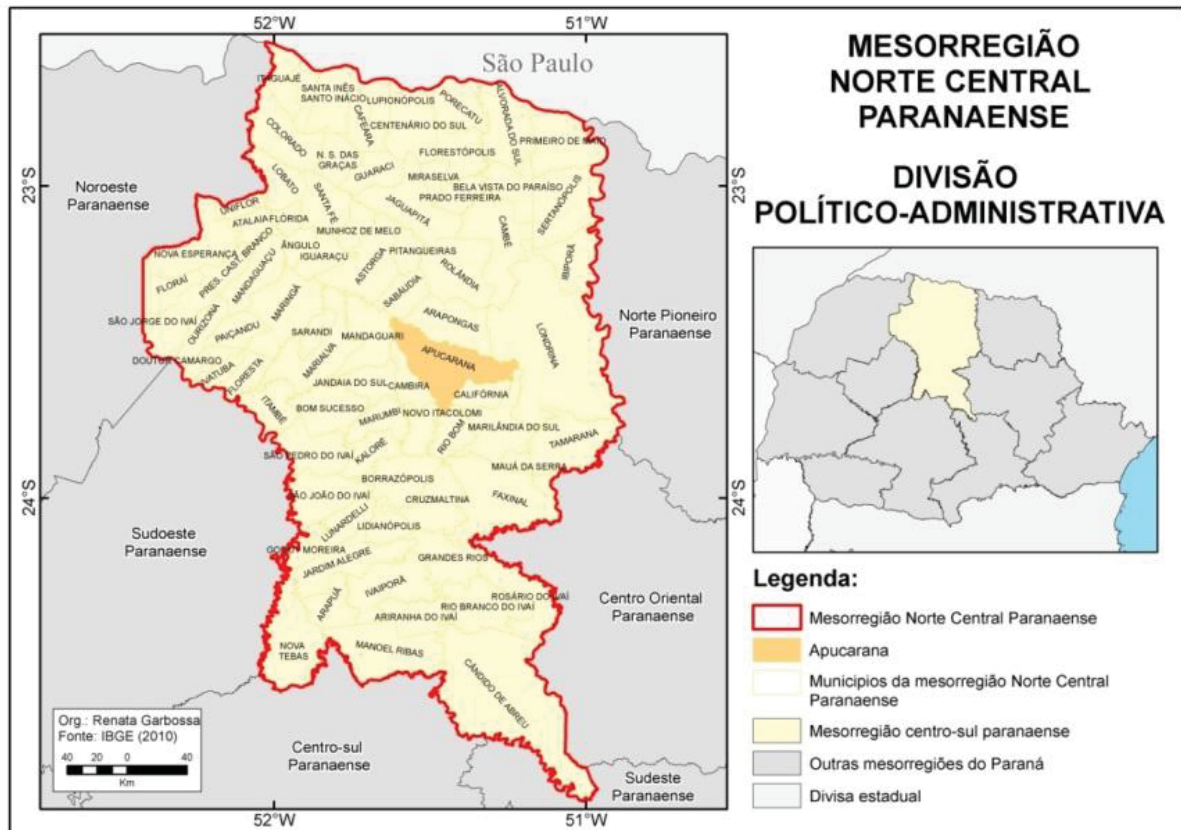 52°W
51°W
São Paulo
ITAGUAJÉ
SANTA INÊS
SANTO INÁCIO
LUPIONÓPOLIS
PORECATU
ALVORADA DO SUL
CAFEARA
COLORADO
CENTENÁRIO DO SUL
PRIMEIRO DE MAIO
N. S. DAS
GRAÇAS
FLORESTÓPOLIS
GUARACI
MIRASELVA
LOBATO
SANTA FÉ
BELA VISTA DO PARAÍSO
PRADO FERREIRA
SERTANÓPOLIS
23°S
23°S
Noroeste
Paranaense
UNIFLOR
JAGUAPITÃ
ATALAIA
FLÓRIDA
MUNHOZ DE MELO
CAMBÉ
NOVA ESPERANÇA
PRES. CAST. BRANCO
ÂNGULO
IGUARAÇU
PITANGUEIRAS
IBIPORÃ
MANDAGUAÇU
ASTORGA
ROLÂNDIA
FLORAÍ
SABÁUDIA
MARINGÁ
OURIZONA
ARAPONGAS
SÃO JORGE DO IVAÍ
PAIÇANDU
SARANDI
MANDAGUARI
LONDRINA
Norte Pioneiro
Paranaense
DOUTOR CAMARGO
IVATUBA
FLORESTA
MARIALVA
APUCARANA
JANDAIA DO SUL
CAMBIRA
CALIFÓRNIA
ITAMBÉ
BOM SUCESSO
MARUMBI
NOVO ITACOLOMI
RIO BOM
MARILÂNDIA DO SUL
TAMARANA
SÃO PEDRO DO IVAÍ
KALORÉ
MAUÁ DA SERRA
BORRAZÓPOLIS
24°S
24°S
SÃO JOÃO DO IVAÍ
CRUZMALTINA
FAXINAL
LUNARDELLI
LIDIANÓPOLIS
Sudoeste
Paranaense
GODOY MOREIRA
JARDIM ALEGRE
GRANDES RIOS
ARAPUÃ
IVAIPORÃ
ROSÁRIO DO IVAÍ
RIO BRANCO DO IVAÍ
ARIRANHA DO IVAÍ
Centro Oriental
Paranaense
NOVA
TEBAS
MANOEL RIBAS
CÂNDIDO DE ABREU
Org.: Renata Garbossa
Fonte: IBGE (2010)
40 20 0 40
Km
Centro-sul
Paranaense
Sudeste
Paranaense
52°W
51°W
MESORREGIÃO
NORTE CENTRAL
PARANAENSE
DIVISÃO
POLÍTICO-ADMINISTRATIVA
Legenda:
Mesorregião Norte Central Paranaense
Apucarana
Municipios da mesorregião Norte Central
Paranaense
Mesorregião centro-sul paranaense
Outras mesorregiões do Paraná
Divisa estadual